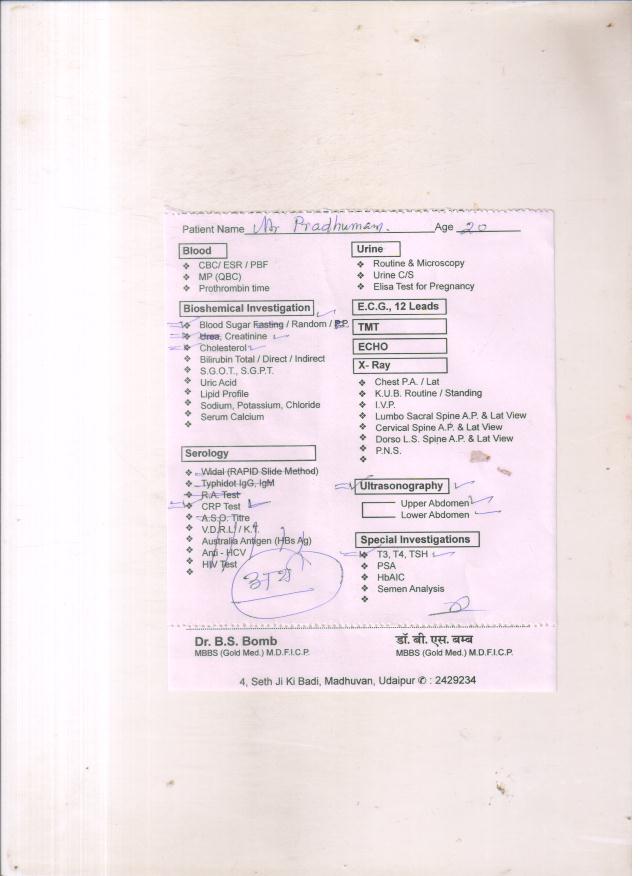 Patient Name Mr Pradhumam. Age 20
Blood
❖ CBC/ ESR / PBF
❖ MP (QBC)
❖ Prothrombin time
Bioshemical Investigation
❖ Blood Sugar Fasting / Random / P.P.
❖ Urea, Creatinine
❖ Cholesterol
❖ Bilirubin Total / Direct / Indirect
❖ S.G.O.T., S.G.P.T.
❖ Uric Acid
❖ Lipid Profile
❖ Sodium, Potassium, Chloride
❖ Serum Calcium
❖
Serology
❖ Widal (RAPID Slide Method)
❖ Typhidot IgG, IgM
❖ R.A. Test
❖ CRP Test
❖ A.S.O. Titre
❖ V.D.R.L. / K.T.
❖ Australia Antigen (HBs Ag)
❖ Anti - HCV
❖ HIV Test
❖
Urine
❖ Routine & Microscopy
❖ Urine C/S
❖ Elisa Test for Pregnancy
E.C.G., 12 Leads
TMT
ECHO
X- Ray
❖ Chest P.A. / Lat
❖ K.U.B. Routine / Standing
❖ I.V.P.
❖ Lumbo Sacral Spine A.P. & Lat View
❖ Cervical Spine A.P. & Lat View
❖ Dorso L.S. Spine A.P. & Lat View
❖ P.N.S.
❖
Ultrasonography
Upper Abdomen
Lower Abdomen
Special Investigations
❖ T3, T4, TSH
❖ PSA
❖ HbAIC
❖ Semen Analysis
❖
Dr. B.S. Bomb
MBBS (Gold Med.) M.D.F.I.C.P.
डॉ. बी. एस. बम्ब
MBBS (Gold Med.) M.D.F.I.C.P.
4, Seth Ji Ki Badi, Madhuvan, Udaipur ✆ : 2429234